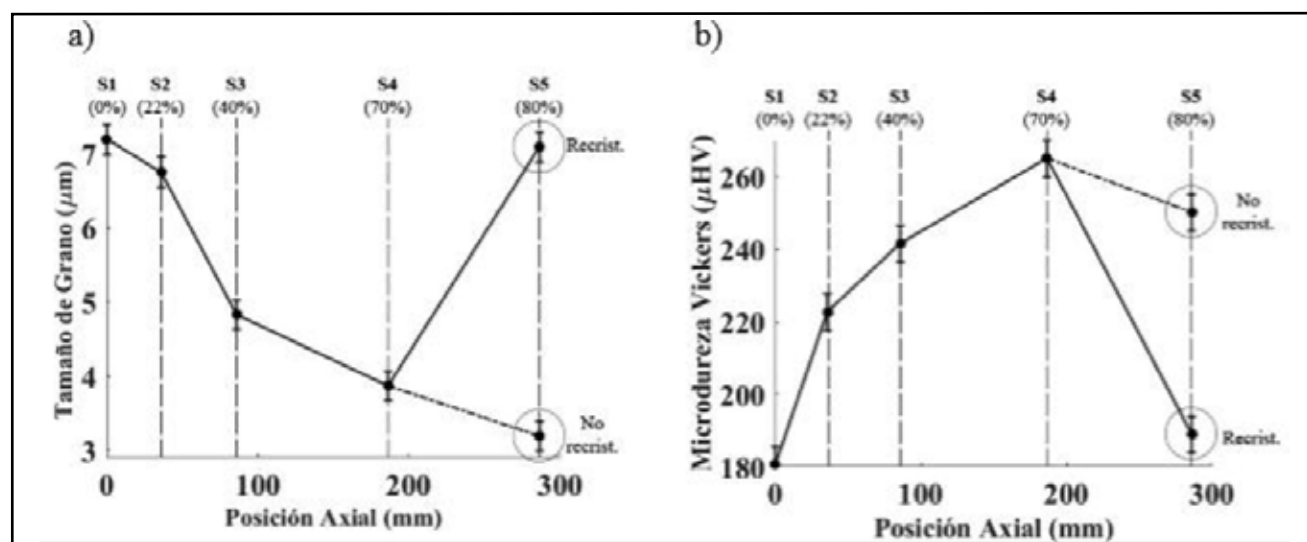 a)
S1
(0%)
S2
(22%)
S3
(40%)
S4
(70%)
S5
(80%)
Recrist.
No
recrist.
Tamaño de Grano (µm)
7
6
5
4
3
0
100
200
300
Posición Axial (mm)
b)
S1
(0%)
S2
(22%)
S3
(40%)
S4
(70%)
S5
(80%)
No
recrist.
Recrist.
Microdureza Vickers (µHV)
260
240
220
200
180
0
100
200
300
Posición Axial (mm)